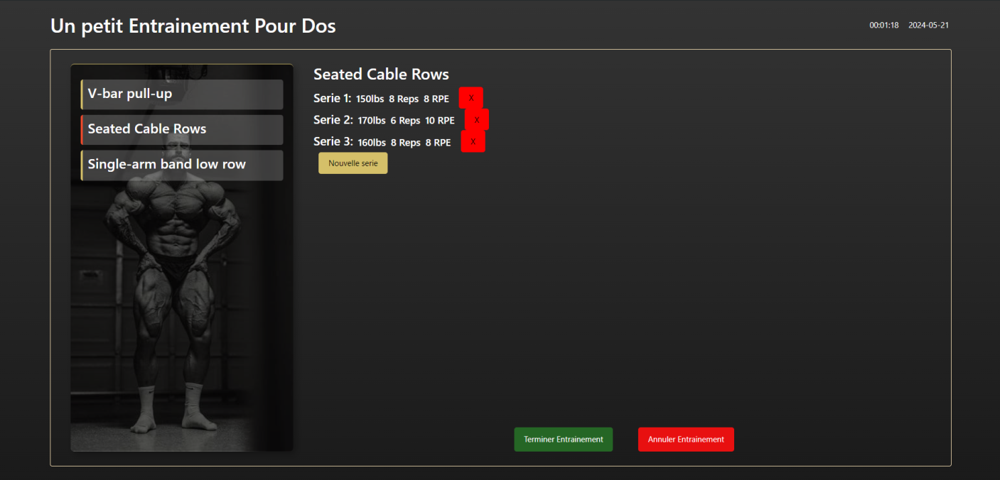 Un petit Entrainement Pour Dos
00:01:18 2024-05-21
V-bar pull-up
Seated Cable Rows
Single-arm band low row
Seated Cable Rows
Serie 1: 150lbs 8 Reps 8 RPE X
Serie 2: 170lbs 6 Reps 10 RPE X
Serie 3: 160lbs 8 Reps 8 RPE X
Nouvelle serie
Terminer Entrainement
Annuler Entrainement